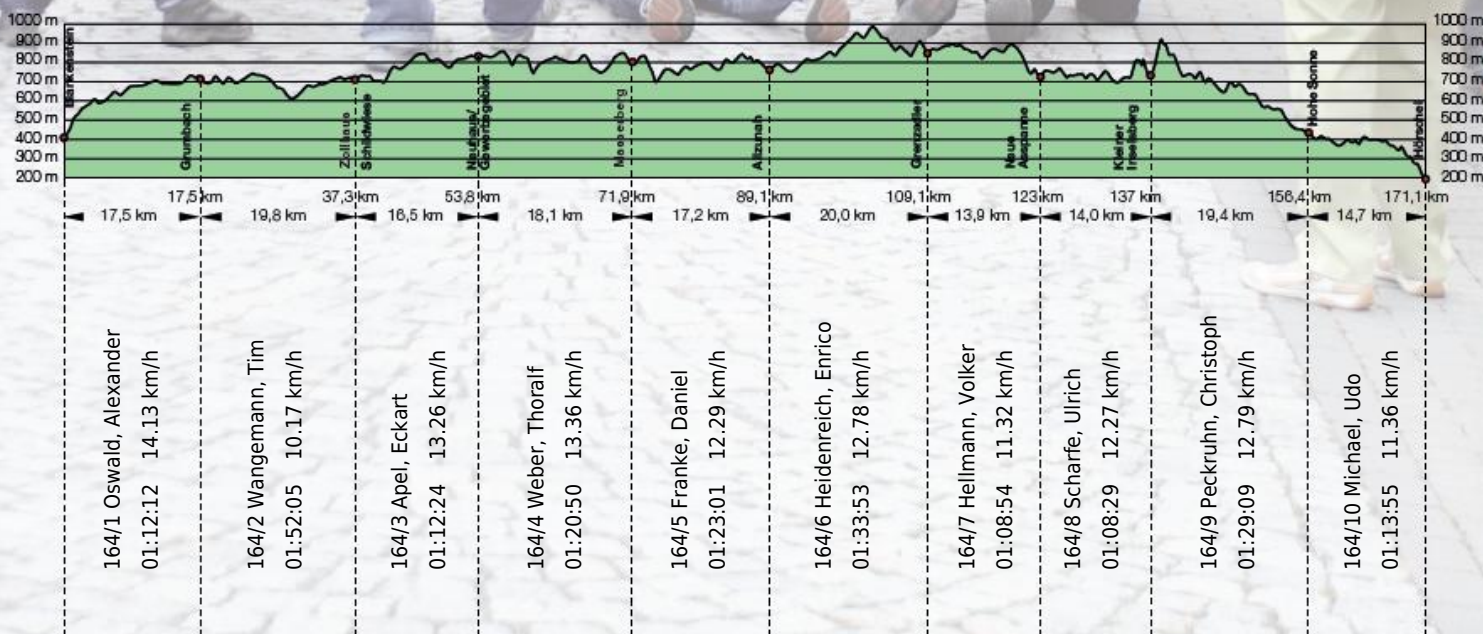 1000 m
900 m
800 m
700 m
600 m
500 m
400 m
300 m
200 m
1000 m
900 m
800 m
700 m
600 m
500 m
400 m
300 m
200 m
Blankenstein
Grumbach
Zollhaus
Schildwiese
Neuhaus/
Masserberg
Allzunah
Grenzadler
Neue
Ausspanne
Kleiner
Inselsberg
Hohe Sonne
Hörschel
17,5 km 37,3 km 53,8 km 71,9 km 89,1 km 109,1 km 123 km 137 km 156,4 km 171,1 km
17,5 km 19,8 km 16,5 km 18,1 km 17,2 km 20,0 km 13,9 km 14,0 km 19,4 km 14,7 km
164/1 Oswald, Alexander
01:12:12 14.13 km/h
164/2 Wangemann, Tim
01:52:05 10.17 km/h
164/3 Apel, Eckart
01:12:24 13.26 km/h
164/4 Weber, Thoralf
01:20:50 13.36 km/h
164/5 Franke, Daniel
01:23:01 12.29 km/h
164/6 Heidenreich, Enrico
01:33:53 12.78 km/h
164/7 Hellmann, Volker
01:08:54 11.32 km/h
164/8 Scharfe, Ulrich
01:08:29 12.27 km/h
164/9 Peckruhn, Christoph
01:29:09 12.79 km/h
164/10 Michael, Udo
01:13:55 11.36 km/h